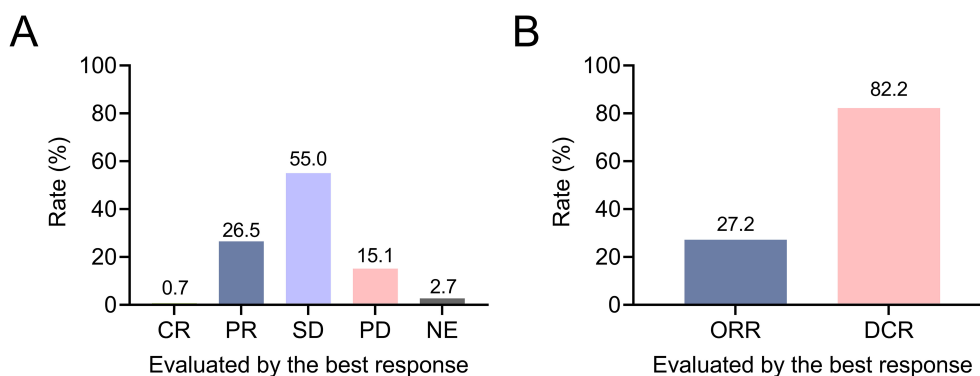 A
Rate (%)
100
80
60
40
20
0
0.7
26.5
55.0
15.1
2.7
CR PR SD PD NE
Evaluated by the best response
B
Rate (%)
100
80
60
40
20
0
27.2
82.2
ORR DCR
Evaluated by the best response